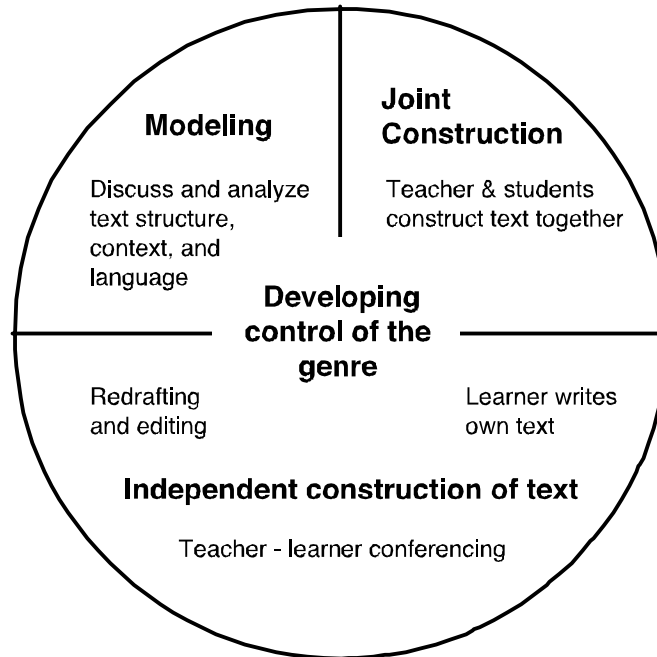 Modeling
Discuss and analyze
text structure,
context, and
language
Joint
Construction
Teacher & students
construct text together
Developing
control of the
genre
Redrafting
and editing
Learner writes
own text
Independent construction of text
Teacher - learner conferencing